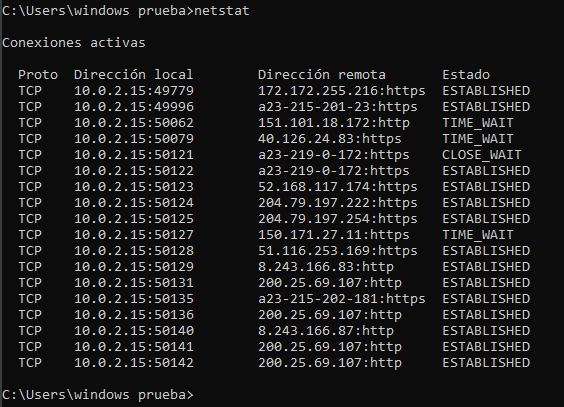 C:\Users\windows prueba>netstat
Conexiones activas
Proto  Dirección local          Dirección remota       Estado
TCP    10.0.2.15:49779        172.172.255.216:https  ESTABLISHED
TCP    10.0.2.15:49996        a23-215-201-23:https   ESTABLISHED
TCP    10.0.2.15:50062        151.101.18.172:http    TIME_WAIT
TCP    10.0.2.15:50079        40.126.24.83:https     TIME_WAIT
TCP    10.0.2.15:50121        a23-219-0-172:https    CLOSE_WAIT
TCP    10.0.2.15:50122        a23-219-0-172:https    ESTABLISHED
TCP    10.0.2.15:50123        52.168.117.174:https   ESTABLISHED
TCP    10.0.2.15:50124        204.79.197.222:https   ESTABLISHED
TCP    10.0.2.15:50125        204.79.197.254:https   ESTABLISHED
TCP    10.0.2.15:50127        150.171.27.11:https    TIME_WAIT
TCP    10.0.2.15:50128        51.116.253.169:https   ESTABLISHED
TCP    10.0.2.15:50129        8.243.166.83:http      ESTABLISHED
TCP    10.0.2.15:50131        200.25.69.107:http     ESTABLISHED
TCP    10.0.2.15:50135        a23-215-202-181:https  ESTABLISHED
TCP    10.0.2.15:50136        200.25.69.107:http     ESTABLISHED
TCP    10.0.2.15:50140        8.243.166.87:http      ESTABLISHED
TCP    10.0.2.15:50141        200.25.69.107:http     ESTABLISHED
TCP    10.0.2.15:50142        200.25.69.107:http     ESTABLISHED
C:\Users\windows prueba>